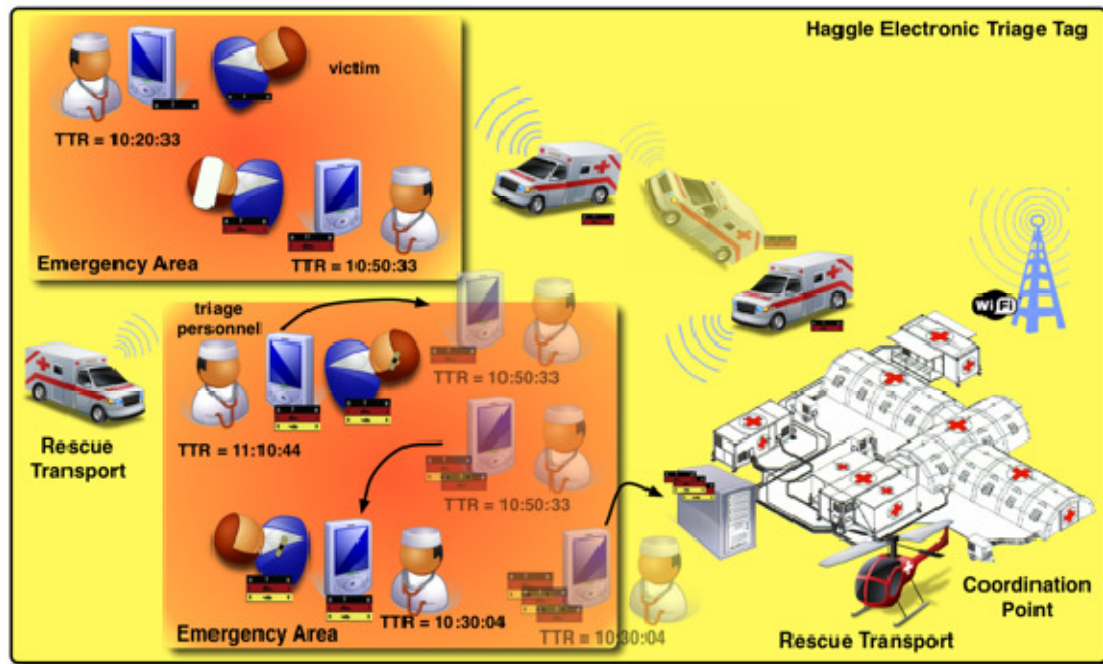 Haggle Electronic Triage Tag
victim
TTR = 10:20:33
TTR = 10:50:33
Emergency Area
triage
personnel
TTR = 10:50:33
TTR = 11:10:44
TTR = 10:50:33
TTR = 10:30:04
TTR = 10:30:04
Emergency Area
Rescue
Transport
Wi Fi
Coordination
Point
Rescue Transport